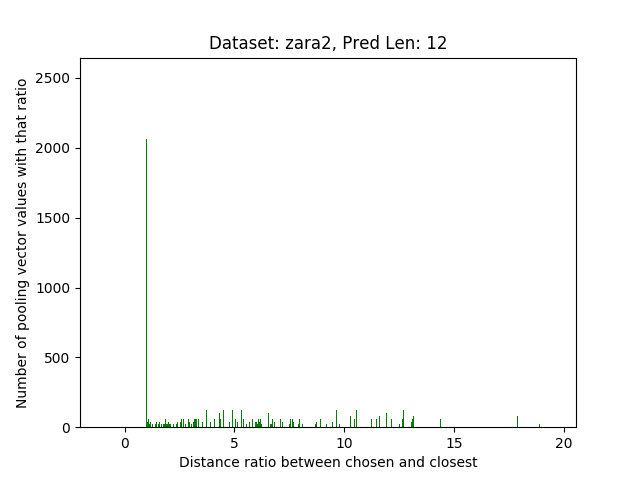 Dataset: zara2, Pred Len: 12
Number of pooling vector values with that ratio
2500
2000
1500
1000
500
0
0 5 10 15 20
Distance ratio between chosen and closest